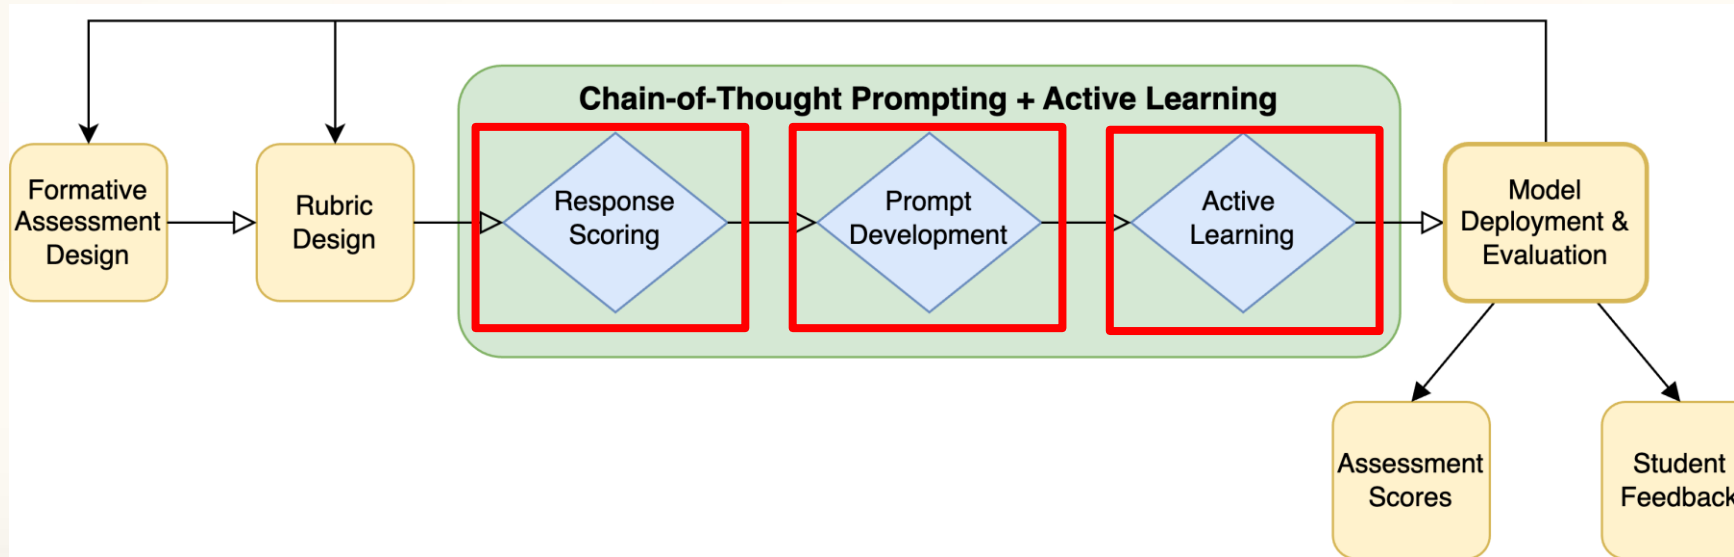 Chain-of-Thought Prompting + Active Learning
Formative
Assessment
Design
Rubric
Design
Response
Scoring
Prompt
Development
Active
Learning
Model
Deployment &
Evaluation
Assessment
Scores
Student
Feedback